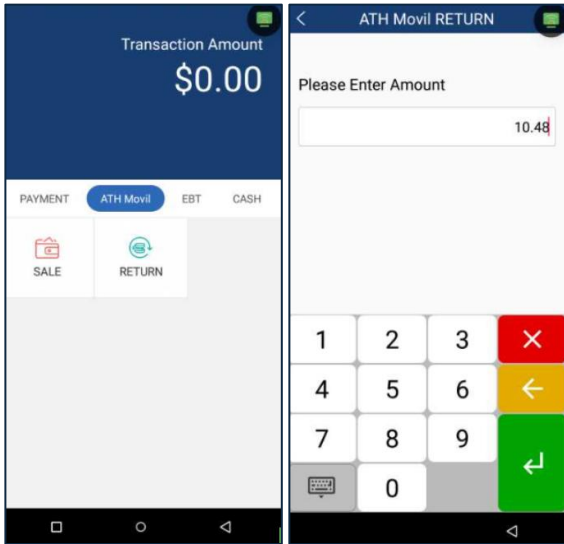 Transaction Amount
$0.00
PAYMENT ATH Movil EBT CASH
SALE RETURN
ATH Movil RETURN
Please Enter Amount
10.48
1 2 3
4 5 6
7 8 9
0